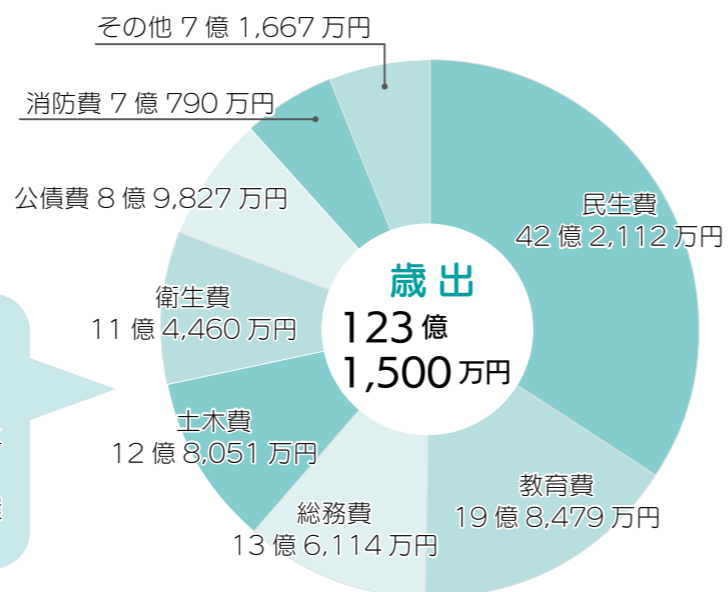 その他 7 億 1,667 万円
消防費 7 億 790 万円
公債費 8 億 9,827 万円
民生費
42 億 2,112 万円
衛生費
11 億 4,460 万円
歳出
123 億
1,500 万円
土木費
12 億 8,051 万円
教育費
19 億 8,479 万円
総務費
13 億 6,114 万円